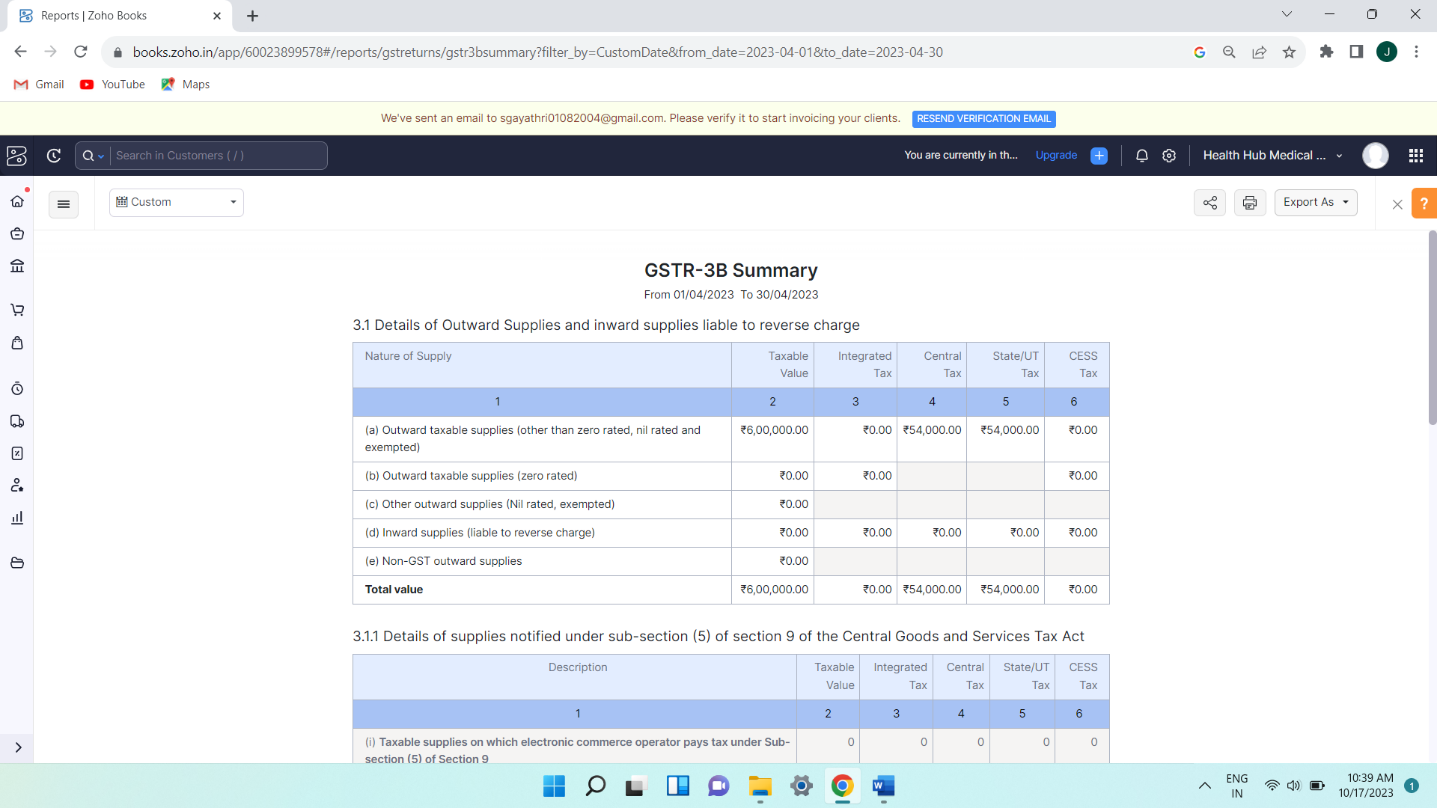 Reports | Zoho Books
books.zoho.in/app/60023899578#/reports/gstreturns/gstr3bsummary?filter_by=CustomDate&from_date=2023-04-01&to_date=2023-04-30
J
Gmail YouTube Maps
We've sent an email to sgayathri01082004@gmail.com. Please verify it to start invoicing your clients. RESEND VERIFICATION EMAIL
Search in Customers ( / ) You are currently in th... Upgrade Health Hub Medical ...
Custom Export As ?
GSTR-3B Summary
From 01/04/2023 To 30/04/2023
3.1 Details of Outward Supplies and inward supplies liable to reverse charge
Nature of Supply Taxable Value Integrated Tax Central Tax State/UT Tax CESS Tax
1 2 3 4 5 6
(a) Outward taxable supplies (other than zero rated, nil rated and ₹6,00,000.00 ₹0.00 ₹54,000.00 ₹54,000.00 ₹0.00
exempted)
(b) Outward taxable supplies (zero rated) ₹0.00 ₹0.00 ₹0.00
(c) Other outward supplies (Nil rated, exempted) ₹0.00
(d) Inward supplies (liable to reverse charge) ₹0.00 ₹0.00 ₹0.00 ₹0.00 ₹0.00
(e) Non-GST outward supplies ₹0.00
Total value ₹6,00,000.00 ₹0.00 ₹54,000.00 ₹54,000.00 ₹0.00
3.1.1 Details of supplies notified under sub-section (5) of section 9 of the Central Goods and Services Tax Act
Description Taxable Value Integrated Tax Central Tax State/UT Tax CESS Tax
1 2 3 4 5 6
(i) Taxable supplies on which electronic commerce operator pays tax under Sub- 0 0 0 0 0
section (5) of Section 9
ENG 10:39 AM
IN 10/17/2023 1